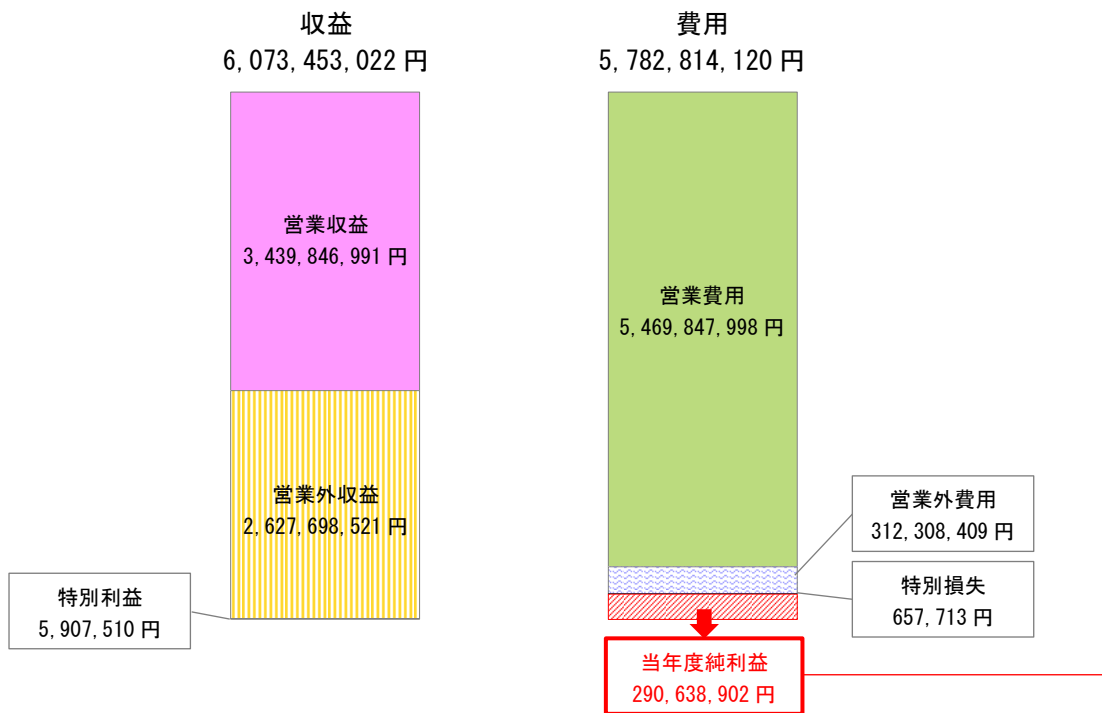 収益
6,073,453,022 円
費用
5,782,814,120 円
営業収益
3,439,846,991 円
営業外収益
2,627,698,521 円
特別利益
5,907,510 円
営業費用
5,469,847,998 円
営業外費用
312,308,409 円
特別損失
657,713 円
当年度純利益
290,638,902 円